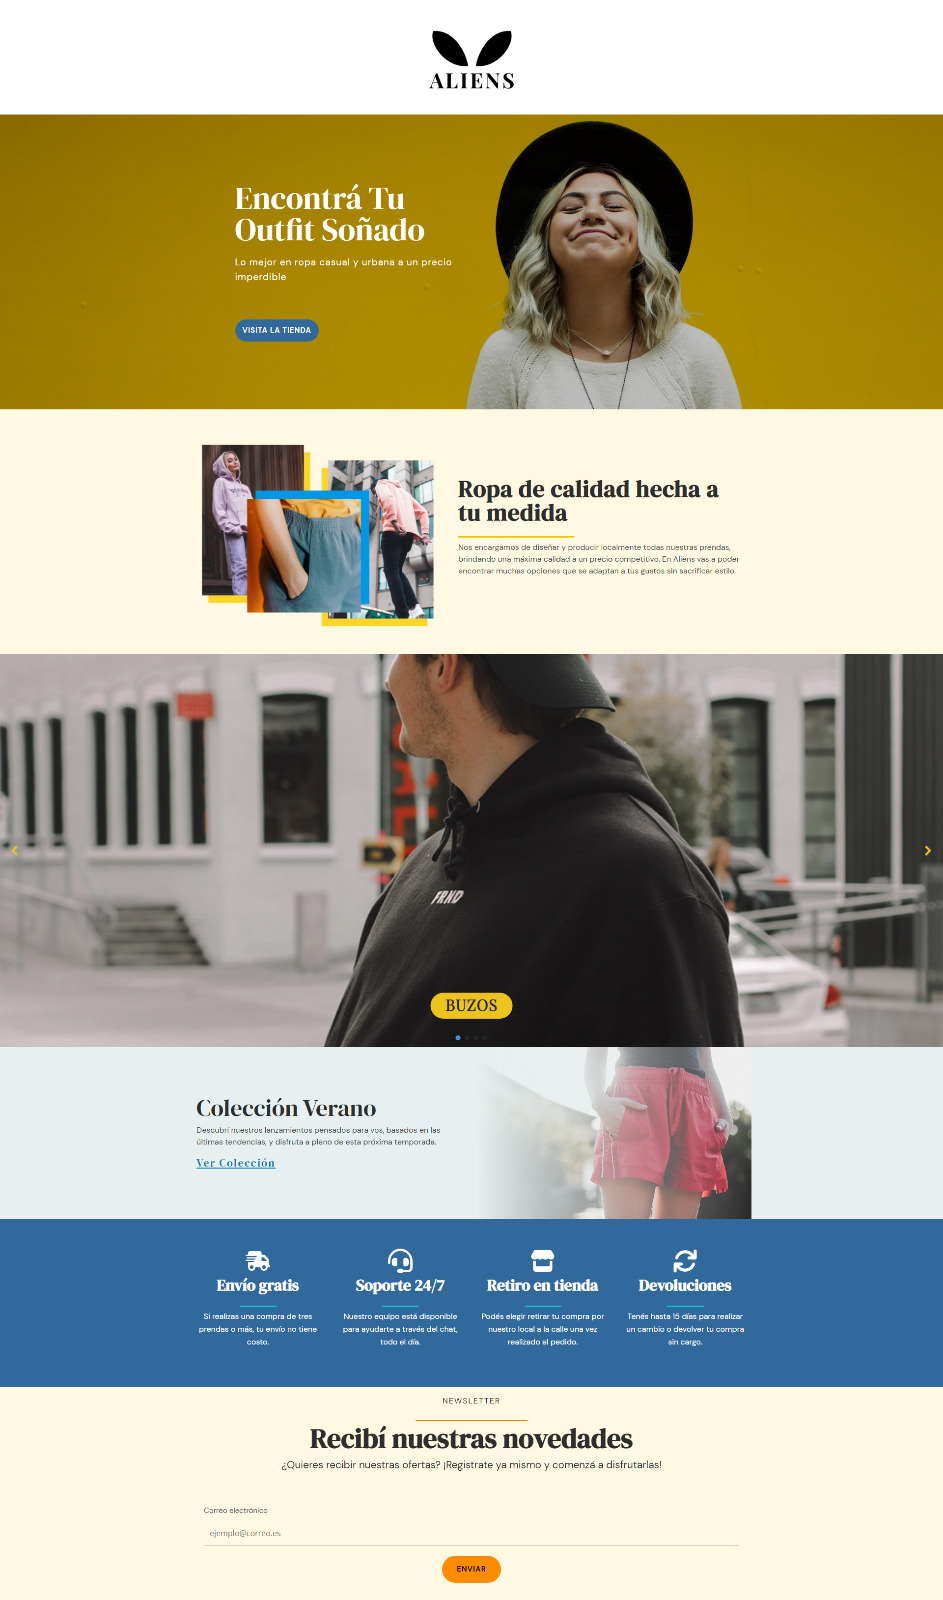 ALIENS
Encontrá Tu
Outfit Soñado
Lo mejor en ropa casual y urbana a un precio
imperdible
VISITA LA TIENDA
Ropa de calidad hecha a
tu medida
Nos encargamos de diseñar y producir localmente todas nuestras prendas,
brindando una máxima calidad a un precio competitivo. En Aliens vas a poder
encontrar muchas opciones que se adaptan a tus gustos sin sacrificar estilo.
FRND
BUZOS
Colección Verano
Descubrí nuestros lanzamientos pensados para vos, basados en las
últimas tendencias, y disfruta a pleno de esta próxima temporada.
Ver Colección
Envío gratis
Si realizas una compra de tres
prendas o más, tu envío no tiene
costo.
Soporte 24/7
Nuestro equipo está disponible
para ayudarte a través del chat,
todo el día.
Retiro en tienda
Podés elegir retirar tu compra por
nuestro local a la calle una vez
realizado el pedido.
Devoluciones
Tenés hasta 15 días para realizar
un cambio o devolver tu compra
sin cargo.
NEWSLETTER
Recibí nuestras novedades
¿Quieres recibir nuestras ofertas? ¡Registrate ya mismo y comenzá a disfrutarlas!
Correo electrónico
ejemplo@correo.es
ENVIAR